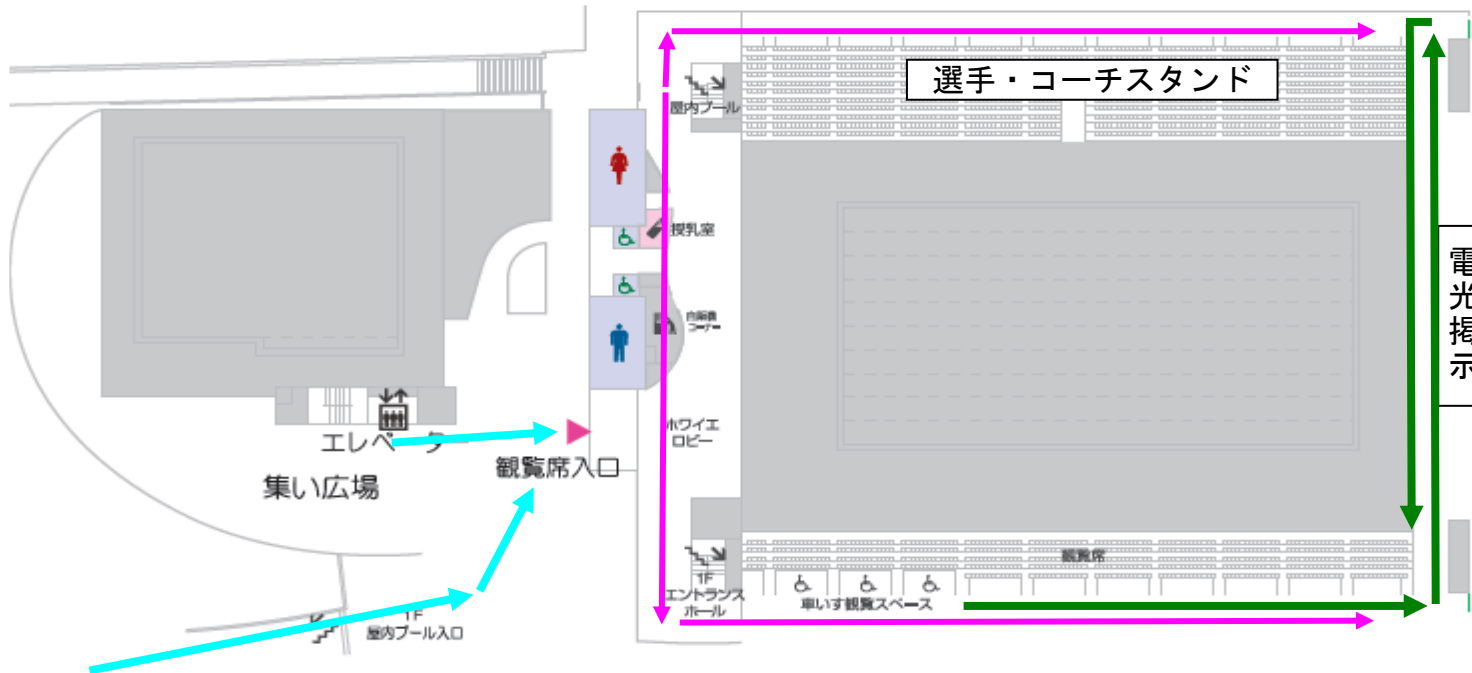 選手・コーチスタンド
屋内プール
授乳室
自販機
コーナー
電
光
掲
示
ホワイエ
ロビー
エレベーター
観覧席入口
集い広場
観覧席
1F
エントランス
ホール
車いす観覧スペース
1F
屋内プール入口